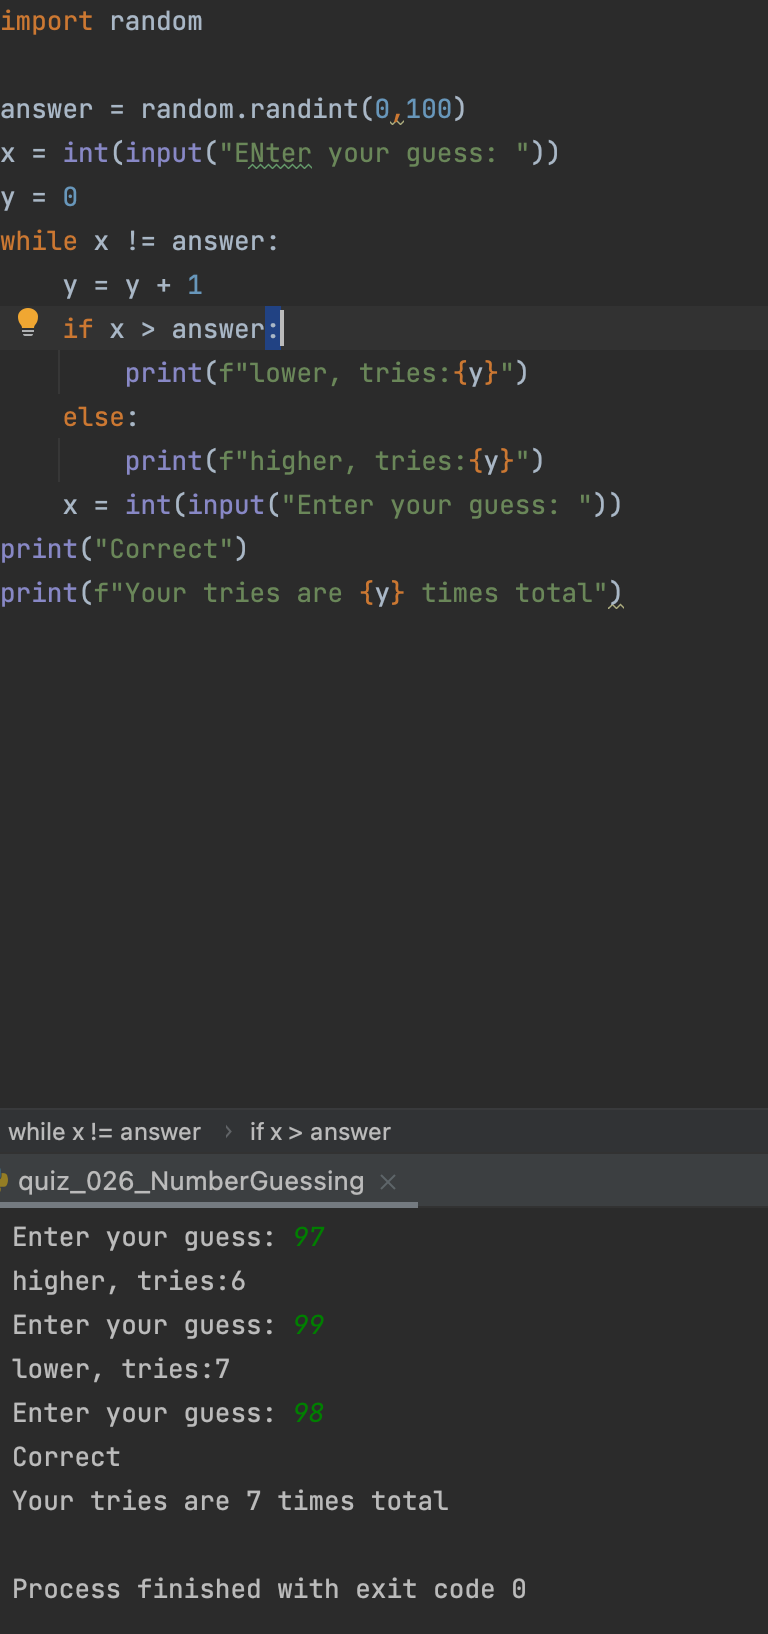 import random
answer = random.randint(0,100)
x = int(input("ENter your guess: "))
y = 0
while x != answer:
    y = y + 1
    if x > answer:
        print(f"lower, tries:{y}")
    else:
        print(f"higher, tries:{y}")
    x = int(input("Enter your guess: "))
print("Correct")
print(f"Your tries are {y} times total")
while x != answer › if x > answer
quiz_026_NumberGuessing ×
Enter your guess: 97
higher, tries:6
Enter your guess: 99
lower, tries:7
Enter your guess: 98
Correct
Your tries are 7 times total
Process finished with exit code 0